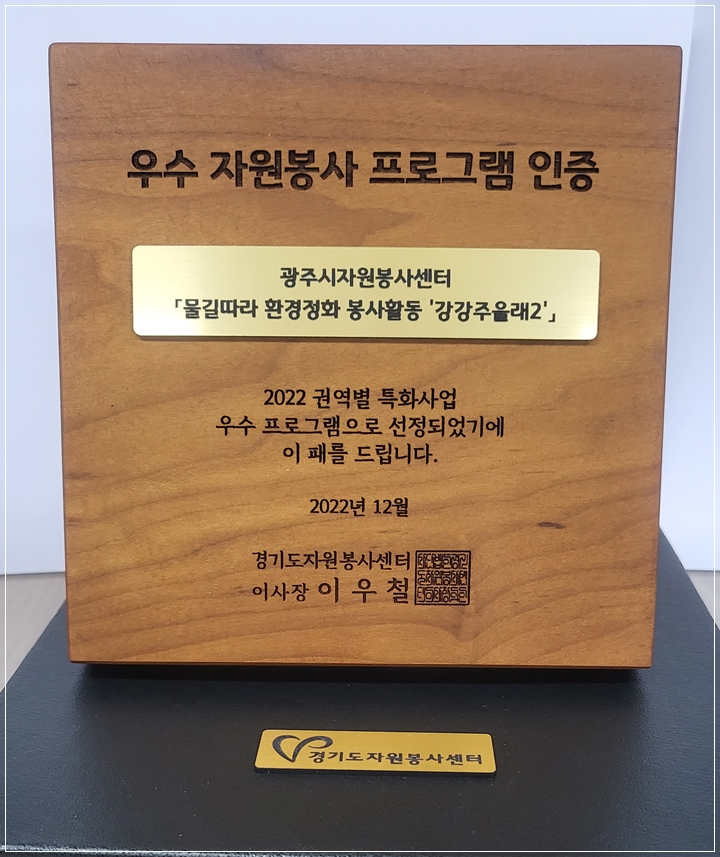 우수 자원봉사 프로그램 인증
광주시자원봉사센터
「물길따라 환경정화 봉사활동 '강강주울래2'」
2022 권역별 특화사업
우수 프로그램으로 선정되었기에
이 패를 드립니다.
2022년 12월
경기도자원봉사센터
이사장 이우철
경기도자원봉사센터